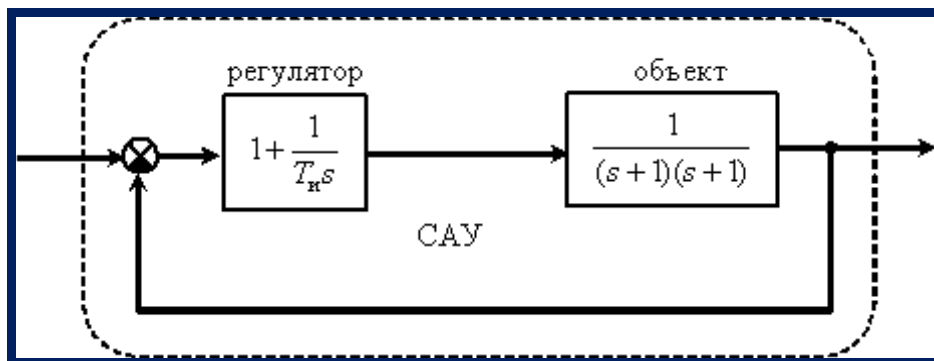 регулятор
объект
1+ 1/(Tиs)
1/((s+1)(s+1))
САУ